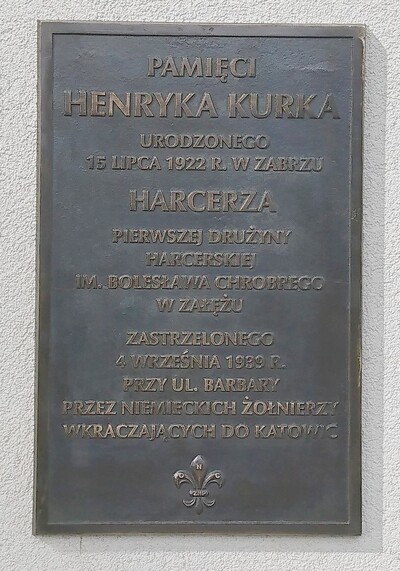 PAMIĘCI
HENRYKA KURKA
URODZONEGO
15 LIPCA 1922 R. W ZABRZU
HARCERZA
PIERWSZEJ DRUŻYNY
HARCERSKIEJ
IM. BOLESŁAWA CHROBREGO
W ZAŁĘŻU
ZASTRZELONEGO
4 WRZEŚNIA 1939 R.
PRZY UL. BARBARY
PRZEZ NIEMIECKICH ŻOŁNIERZY
WKRACZAJĄCYCH DO KATOWIC